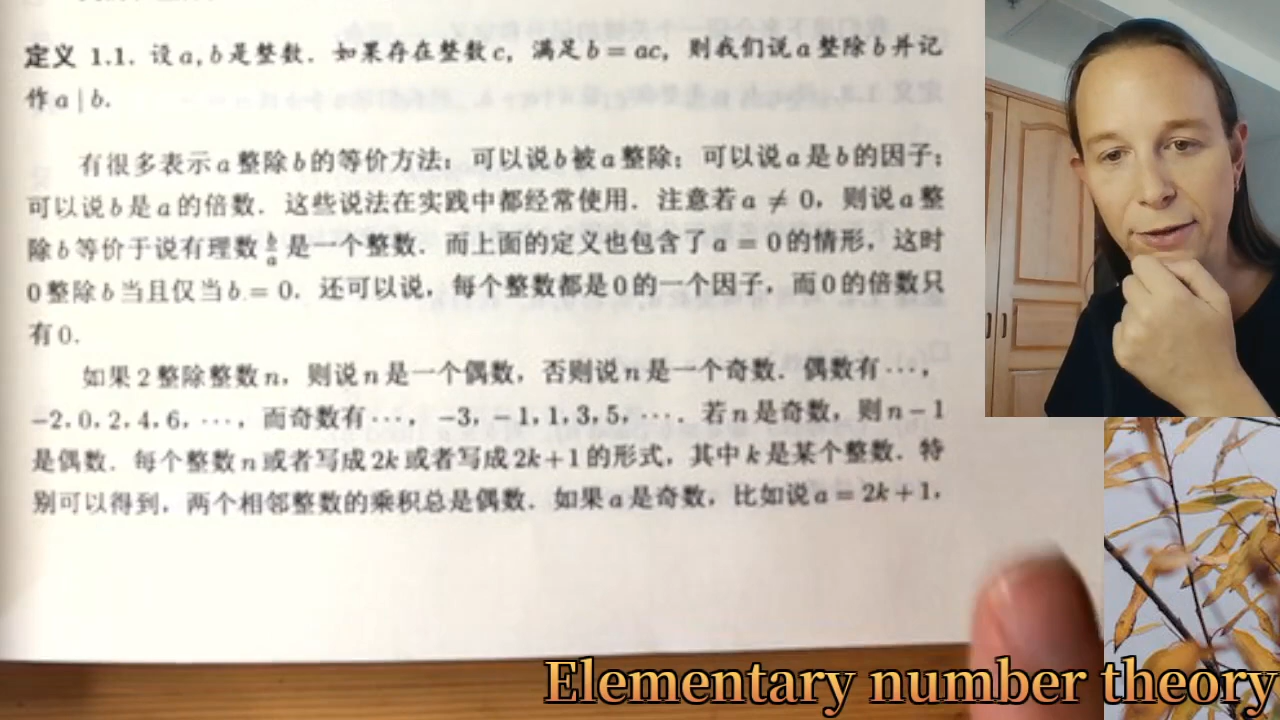 定义 1.1. 设 a, b 是整数. 如果存在整数 c, 满足 b = ac, 则我们说 a 整除 b 并记
作 a | b.
有很多表示 a 整除 b 的等价方法: 可以说 b 被 a 整除; 可以说 a 是 b 的因子;
可以说 b 是 a 的倍数. 这些说法在实践中都经常使用. 注意若 a ≠ 0, 则说 a 整
除 b 等价于说有理数 b/a 是一个整数. 而上面的定义也包含了 a = 0 的情形, 这时
0 整除 b 当且仅当 b = 0. 还可以说, 每个整数都是 0 的一个因子, 而 0 的倍数只
有 0.
如果 2 整除整数 n, 则说 n 是一个偶数, 否则说 n 是一个奇数. 偶数有 ···,
−2, 0, 2, 4, 6, ···, 而奇数有 ···, −3, −1, 1, 3, 5, ···. 若 n 是奇数, 则 n − 1
是偶数. 每个整数 n 或者写成 2k 或者写成 2k + 1 的形式, 其中 k 是某个整数. 特
别可以得到, 两个相邻整数的乘积总是偶数. 如果 a 是奇数, 比如说 a = 2k + 1,
Elementary number theory